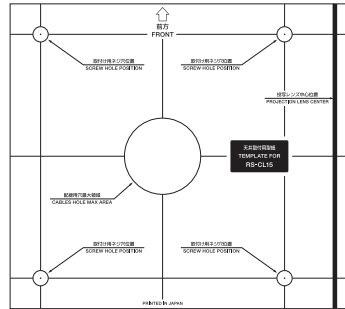 前方
FRONT
取付け用ネジ穴位置
SCREW HOLE POSITION
取付け用ネジ穴位置
SCREW HOLE POSITION
投写レンズ中心位置
PROJECTION LENS CENTER
天井取付用型紙
TEMPLATE FOR
RS-CL15
配線用穴最大領域
CABLES HOLE MAX AREA
取付け用ネジ穴位置
SCREW HOLE POSITION
取付け用ネジ穴位置
SCREW HOLE POSITION
PRINTED IN JAPAN